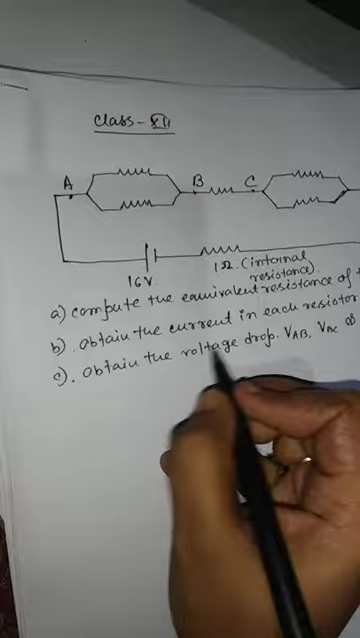 Class - XII
A B C
16V. 1Ω (internal
resistance).
a) compute the equivalent resistance of
b). obtain the current in each resistor
c). obtain the voltage drop. VAB, VBC